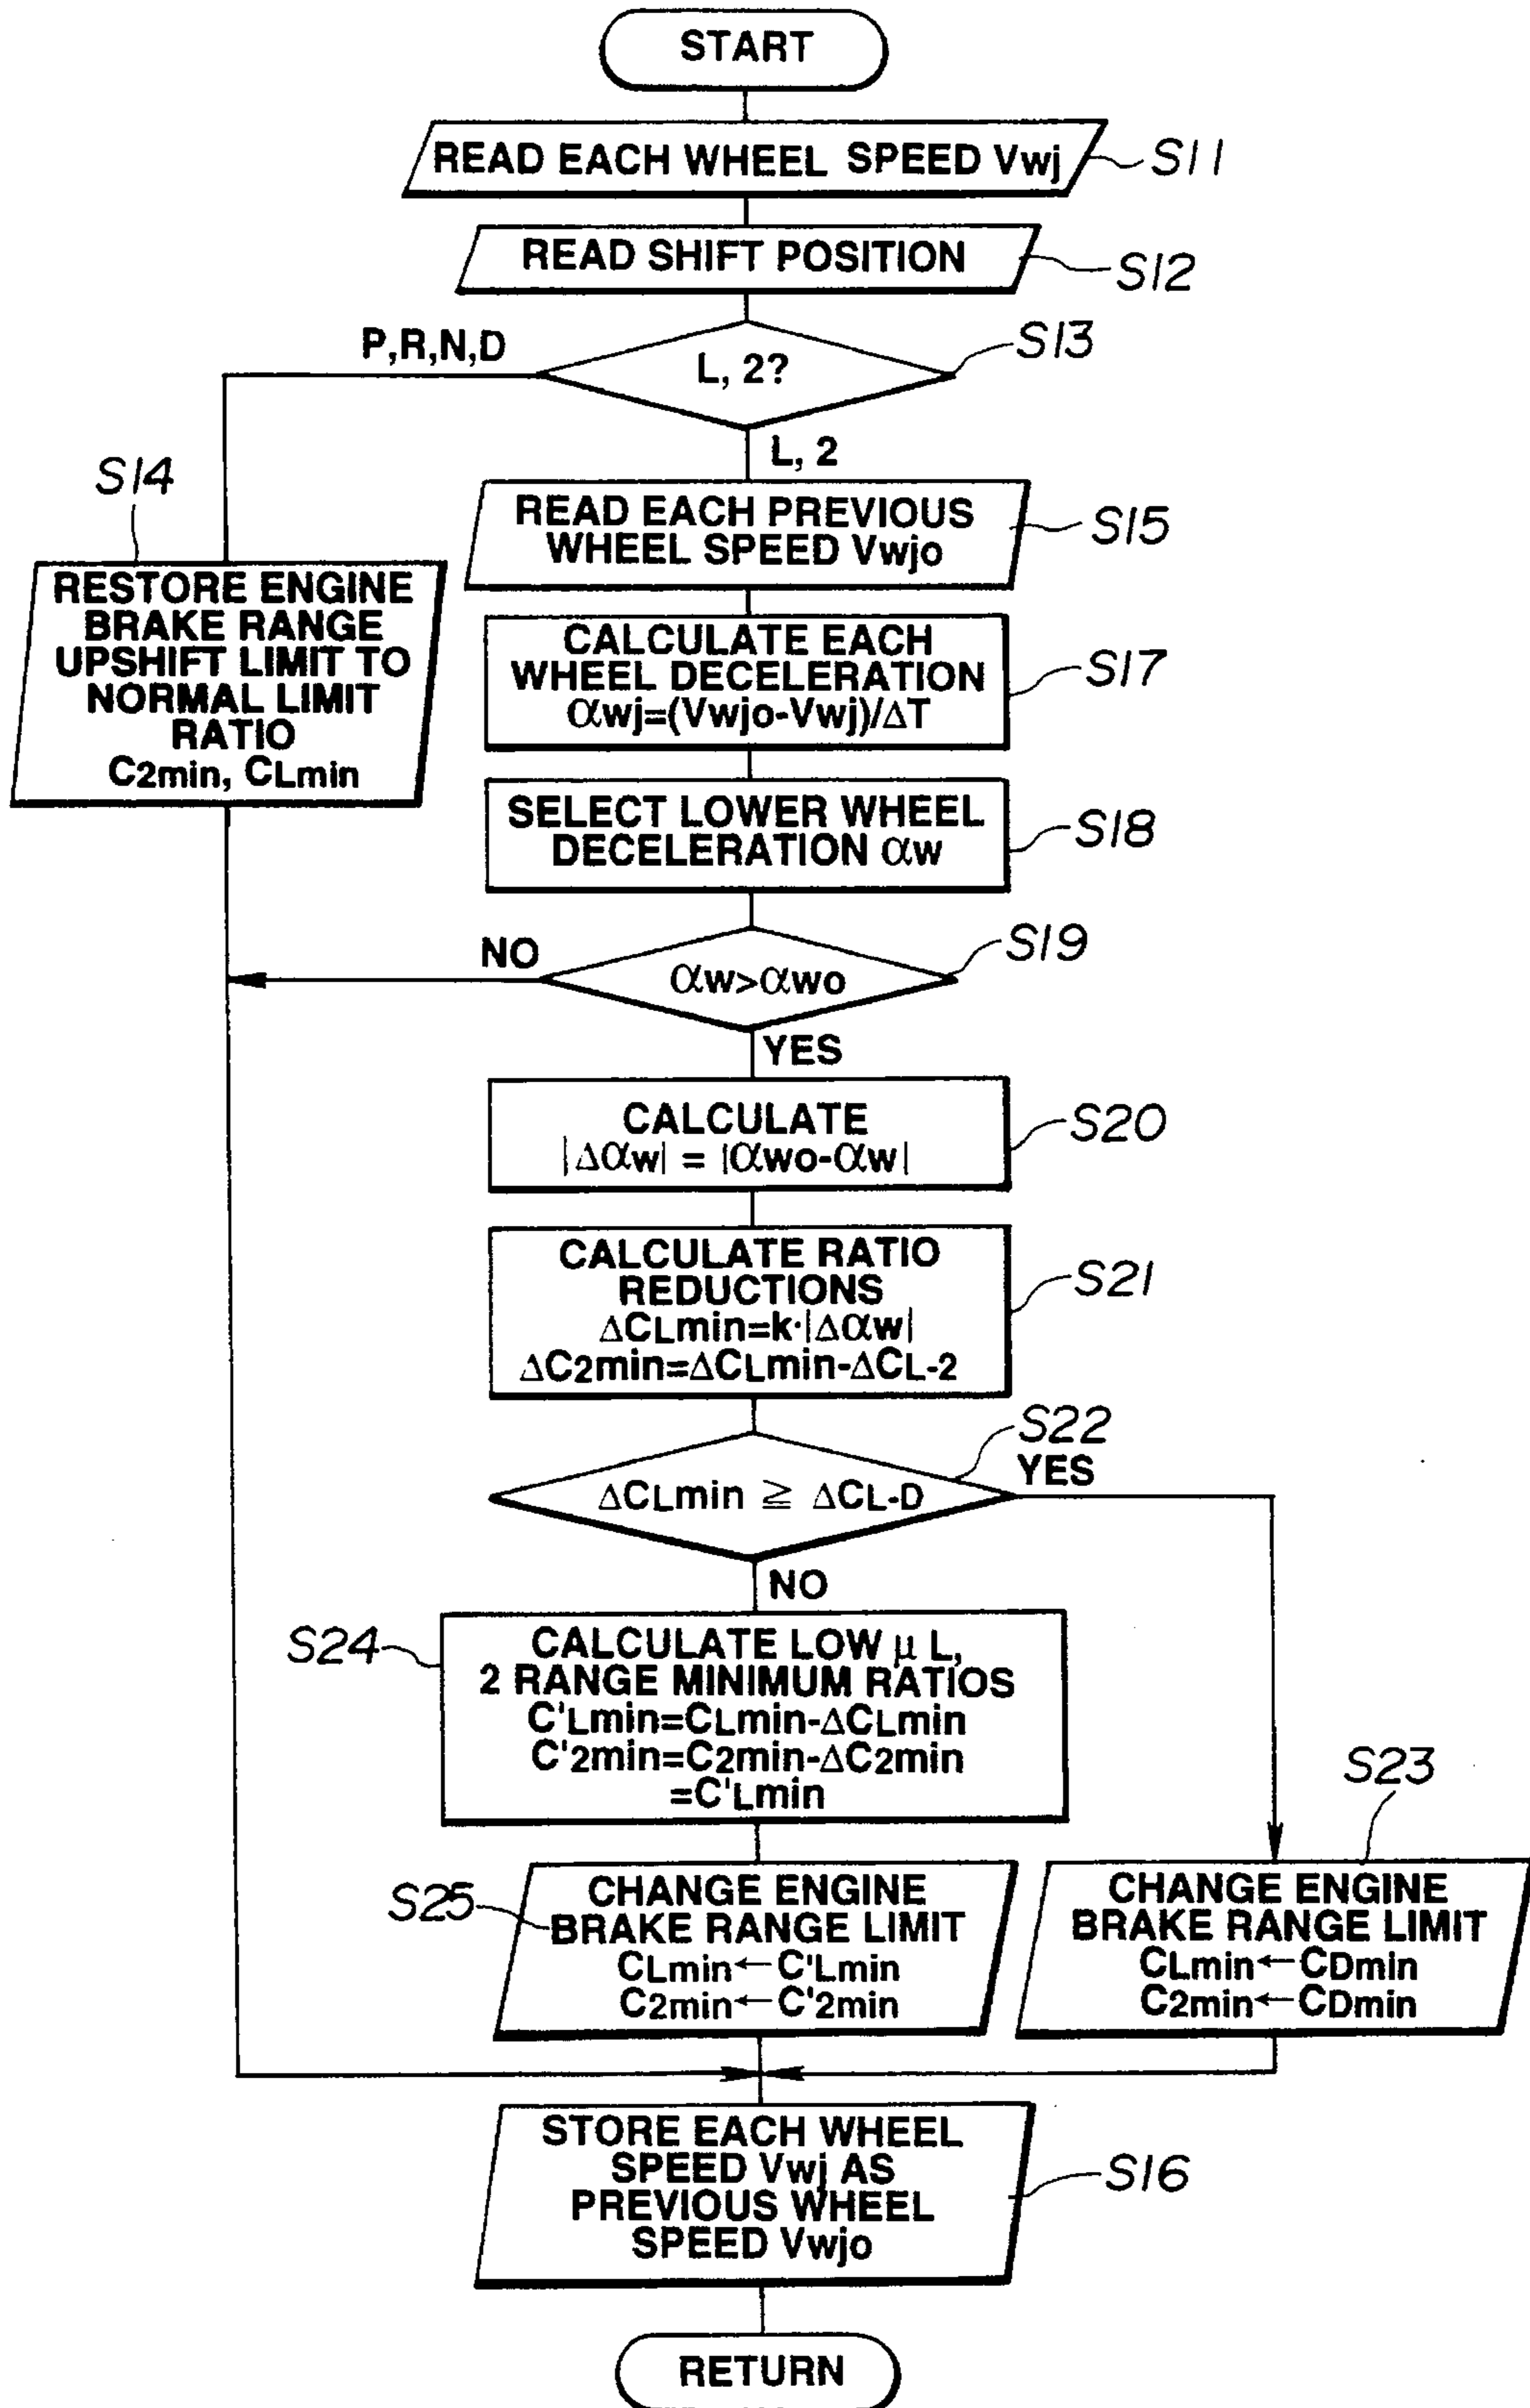 START
READ EACH WHEEL SPEED Vwj
S11
READ SHIFT POSITION
S12
P,R,N,D
L, 2?
S13
L, 2
S14
RESTORE ENGINE
BRAKE RANGE
UPSHIFT LIMIT TO
NORMAL LIMIT
RATIO
C2min, CLmin
READ EACH PREVIOUS
WHEEL SPEED Vwjo
S15
CALCULATE EACH
WHEEL DECELERATION
αwj=(Vwjo-Vwj)/ΔT
S17
SELECT LOWER WHEEL
DECELERATION αw
S18
NO
αw>αwo
S19
YES
CALCULATE
|Δαw| = |αwo-αw|
S20
CALCULATE RATIO
REDUCTIONS
ΔCLmin=k·|Δαw|
ΔC2min=ΔCLmin-ΔCL-2
S21
S22
YES
ΔCLmin ≧ ΔCL-D
NO
S24
CALCULATE LOW μ L,
2 RANGE MINIMUM RATIOS
C'Lmin=CLmin-ΔCLmin
C'2min=C2min-ΔC2min
=C'Lmin
S23
S25
CHANGE ENGINE
BRAKE RANGE LIMIT
CLmin←C'Lmin
C2min←C'2min
CHANGE ENGINE
BRAKE RANGE LIMIT
CLmin←CDmin
C2min←CDmin
STORE EACH WHEEL
SPEED Vwj AS
PREVIOUS WHEEL
SPEED Vwjo
S16
RETURN